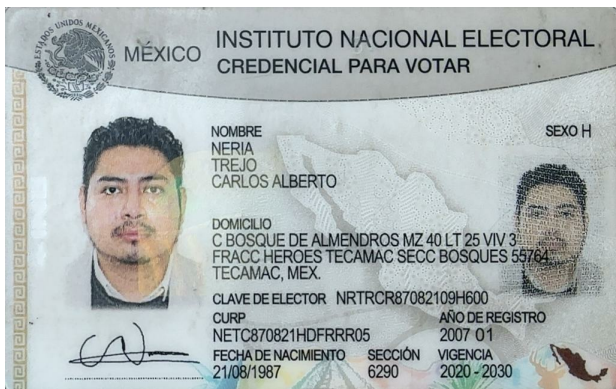 ESTADOS UNIDOS MEXICANOS
MÉXICO
INSTITUTO NACIONAL ELECTORAL
CREDENCIAL PARA VOTAR
NOMBRE
SEXO H
NERIA
TREJO
CARLOS ALBERTO
DOMICILIO
C BOSQUE DE ALMENDROS MZ 40 LT 25 VIV 3
FRACC HEROES TECAMAC SECC BOSQUES 55764
TECAMAC, MEX.
CLAVE DE ELECTOR NRTRCR87082109H600
CURP
AÑO DE REGISTRO
NETC870821HDFRRR05
2007 01
FECHA DE NACIMIENTO SECCIÓN VIGENCIA
21/08/1987 6290 2020 - 2030